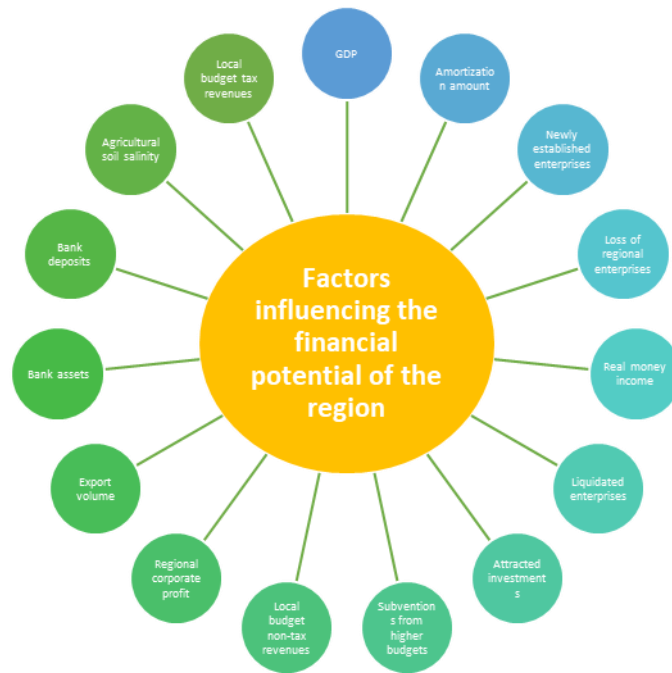 GDP
Amortizatio
n amount
Newly
established
enterprises
Loss of
regional
enterprises
Real money
income
Liquidated
enterprises
Attracted
investment
s
Subvention
s from
higher
budgets
Local
budget
non-tax
revenues
Regional
corporate
profit
Export
volume
Bank assets
Bank
deposits
Agricultural
soil salinity
Local
budget tax
revenues
Factors
influencing the
financial
potential of the
region